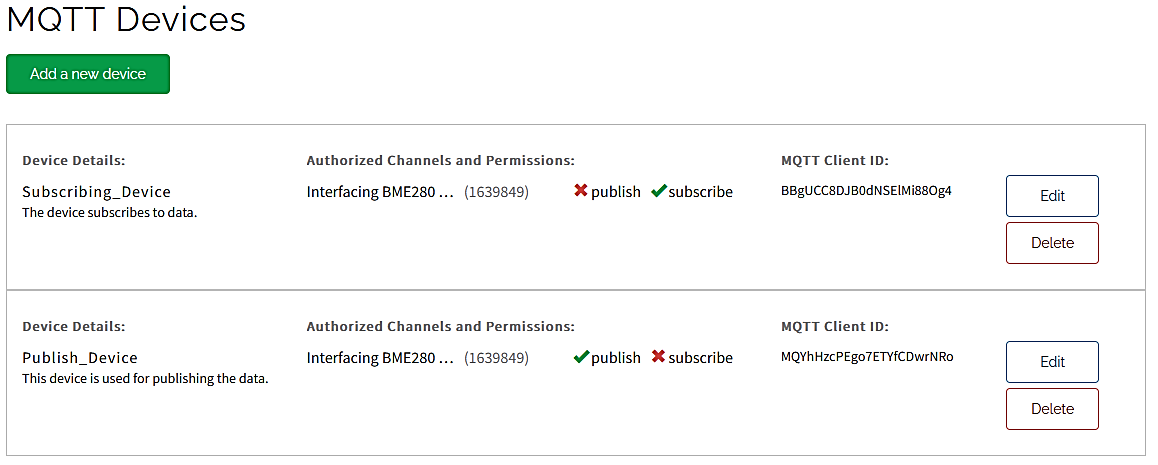 MQTT Devices
Add a new device
Device Details: Authorized Channels and Permissions: MQTT Client ID:
Subscribing_Device Interfacing BME280 ... (1639849) publish subscribe BBgUCC8DJB0dNSElMi88Og4
The device subscribes to data.
Edit
Delete
Device Details: Authorized Channels and Permissions: MQTT Client ID:
Publish_Device Interfacing BME280 ... (1639849) publish subscribe MQYhHzcPEgo7ETYfCDwrNRo
This device is used for publishing the data.
Edit
Delete